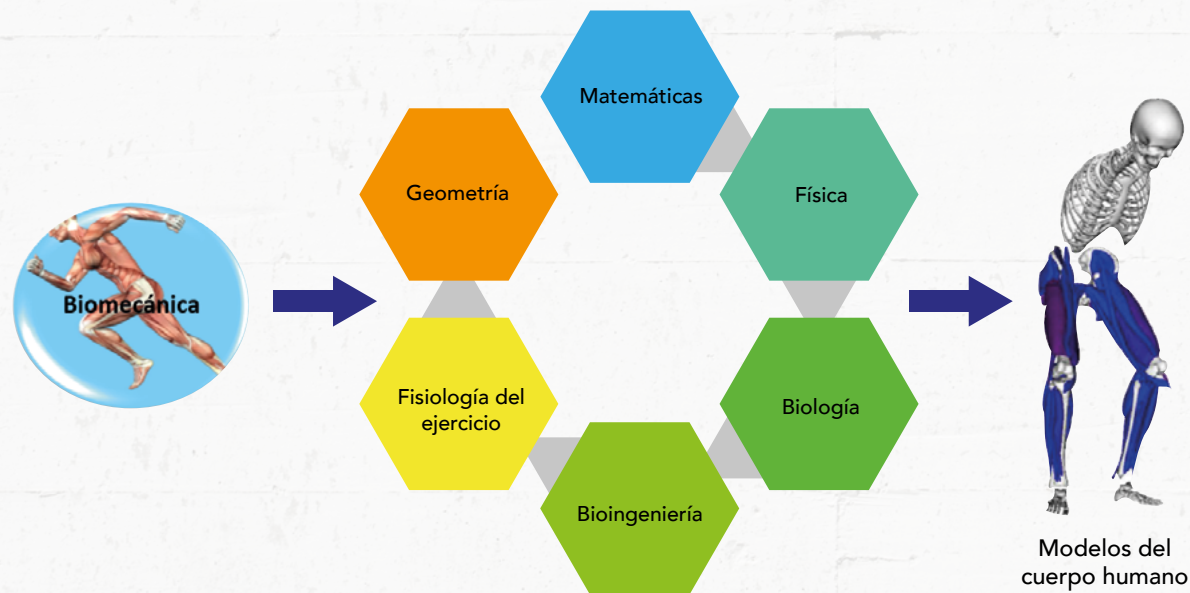 Biomecánica
Matemáticas
Física
Biología
Bioingeniería
Fisiología del
ejercicio
Geometría
Modelos del
cuerpo humano